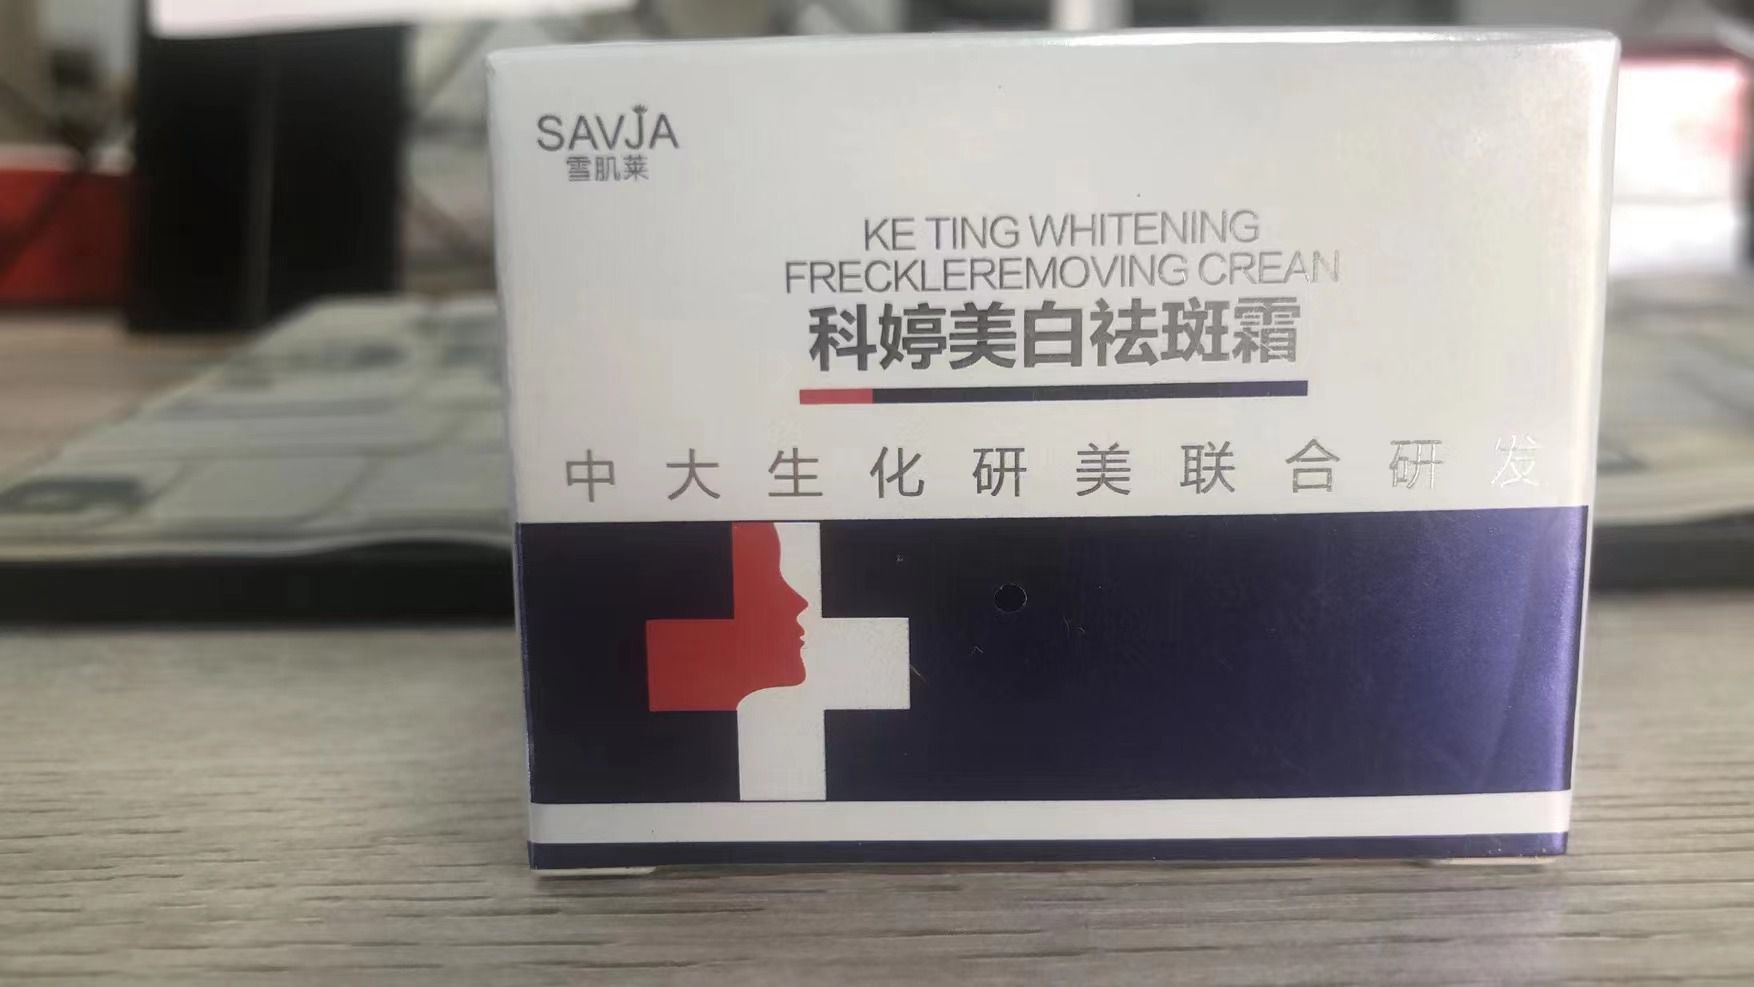 SAVJA
雪肌莱
KE TING WHITENING
FRECKLEREMOVING CREAN
科婷美白祛斑霜
中大生化研美联合研发